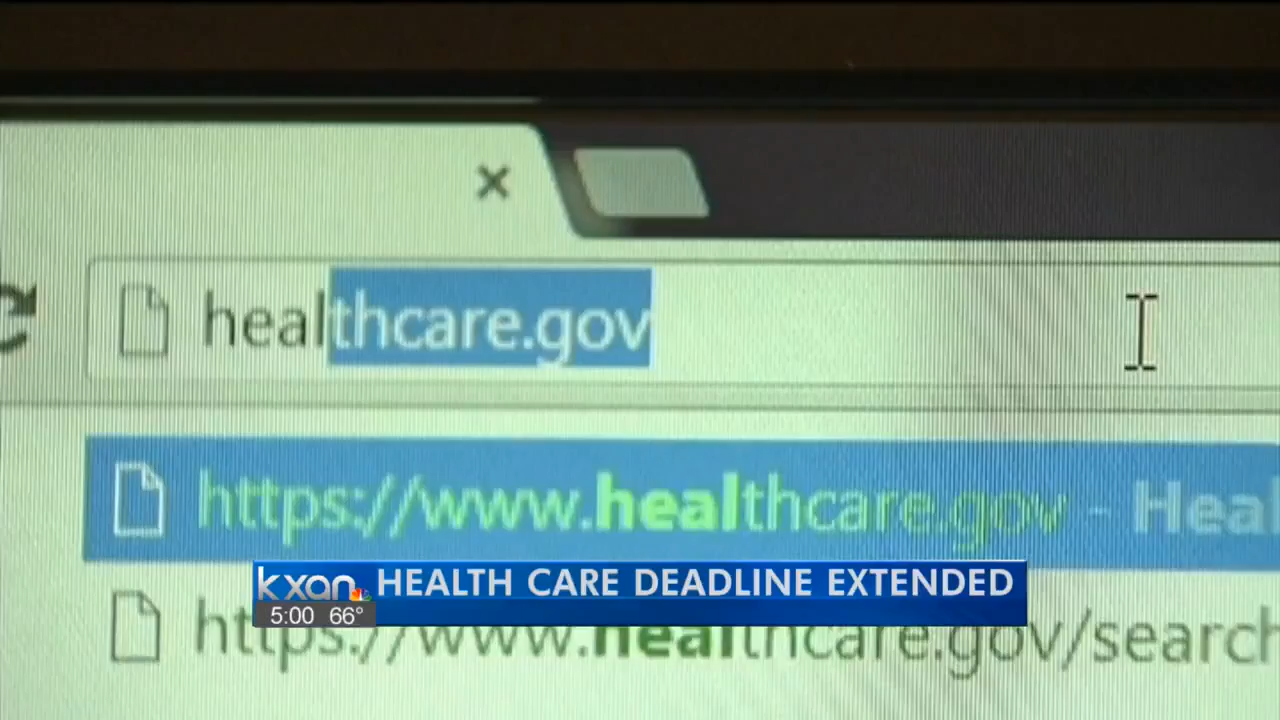 healthcare.gov
https://www.healthcare.gov - Heal
kxan HEALTH CARE DEADLINE EXTENDED
5:00 66°
https://www.healthcare.gov/search